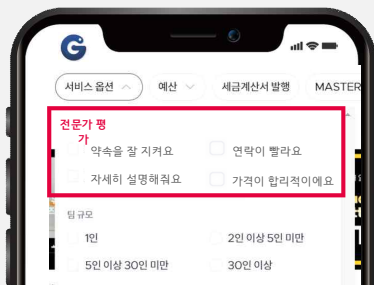 G
서비스 옵션
예산
세금계산서 발행
MASTER
전문가 평
가
약속을 잘 지켜요
연락이 빨라요
자세히 설명해줘요
가격이 합리적이에요
팀 규모
1인
2인 이상 5인 미만
5인 이상 30인 미만
30인 이상